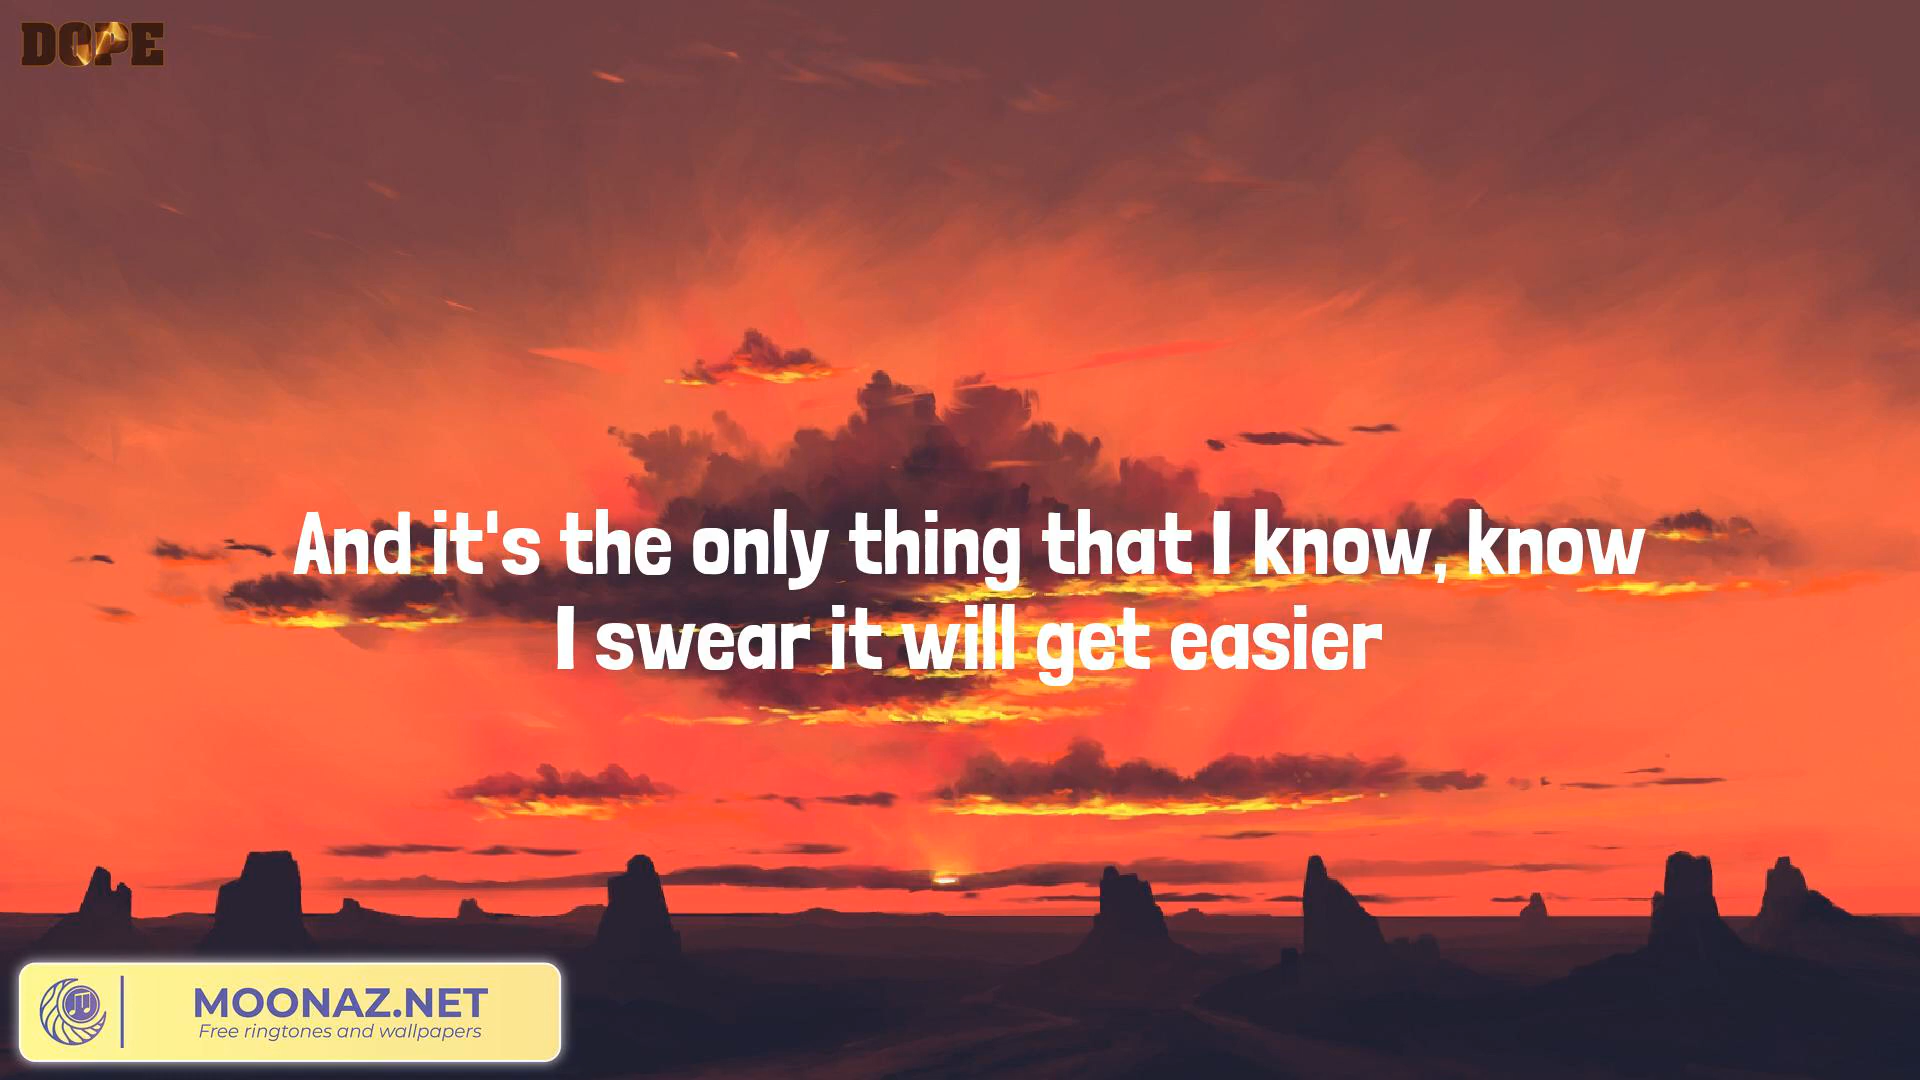 DOPE
And it's the only thing that I know, know
I swear it will get easier
MOONAZ.NET
Free ringtones and wallpapers